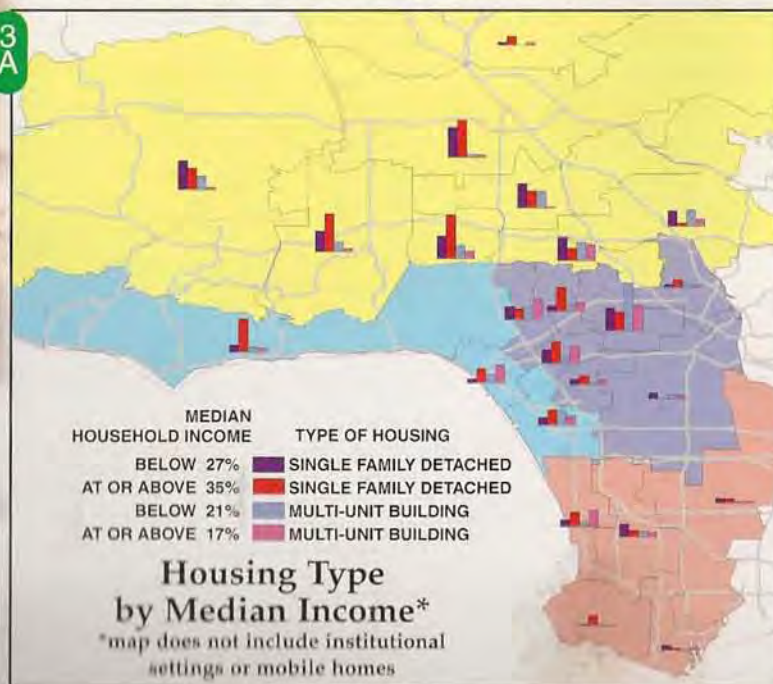 3
A
MEDIAN
HOUSEHOLD INCOME TYPE OF HOUSING
BELOW 27% SINGLE FAMILY DETACHED
AT OR ABOVE 35% SINGLE FAMILY DETACHED
BELOW 21% MULTI-UNIT BUILDING
AT OR ABOVE 17% MULTI-UNIT BUILDING
Housing Type
by Median Income*
*map does not include institutional
settings or mobile homes